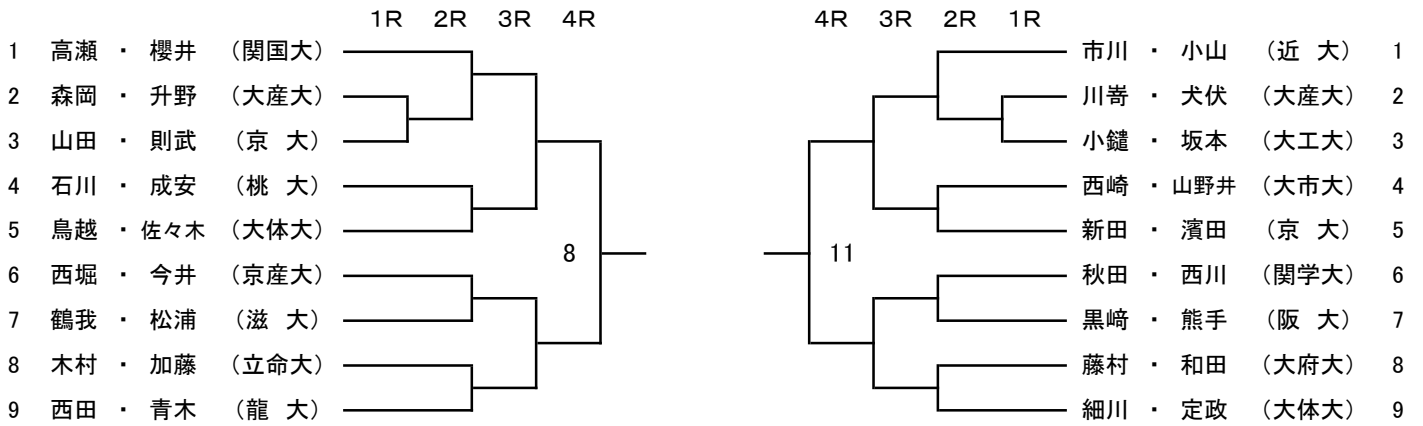 1R 2R 3R 4R 4R 3R 2R 1R
1 高瀬 ・ 櫻井 (関国大) 市川 ・ 小山 (近 大) 1
2 森岡 ・ 升野 (大産大) 川嵜 ・ 犬伏 (大産大) 2
3 山田 ・ 則武 (京 大) 小鑓 ・ 坂本 (大工大) 3
4 石川 ・ 成安 (桃 大) 西崎 ・ 山野井 (大市大) 4
5 鳥越 ・ 佐々木 (大体大) 新田 ・ 濱田 (京 大) 5
8 11
6 西堀 ・ 今井 (京産大) 秋田 ・ 西川 (関学大) 6
7 鶴我 ・ 松浦 (滋 大) 黒﨑 ・ 熊手 (阪 大) 7
8 木村 ・ 加藤 (立命大) 藤村 ・ 和田 (大府大) 8
9 西田 ・ 青木 (龍 大) 細川 ・ 定政 (大体大) 9